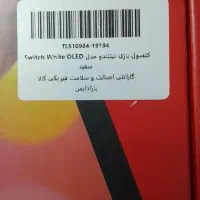 TLS10984-19194
کنسول بازی نینتندو مدل Switch White OLED
سفید
گارانتی اصالت و سلامت فیزیکی کالا
پارادایس